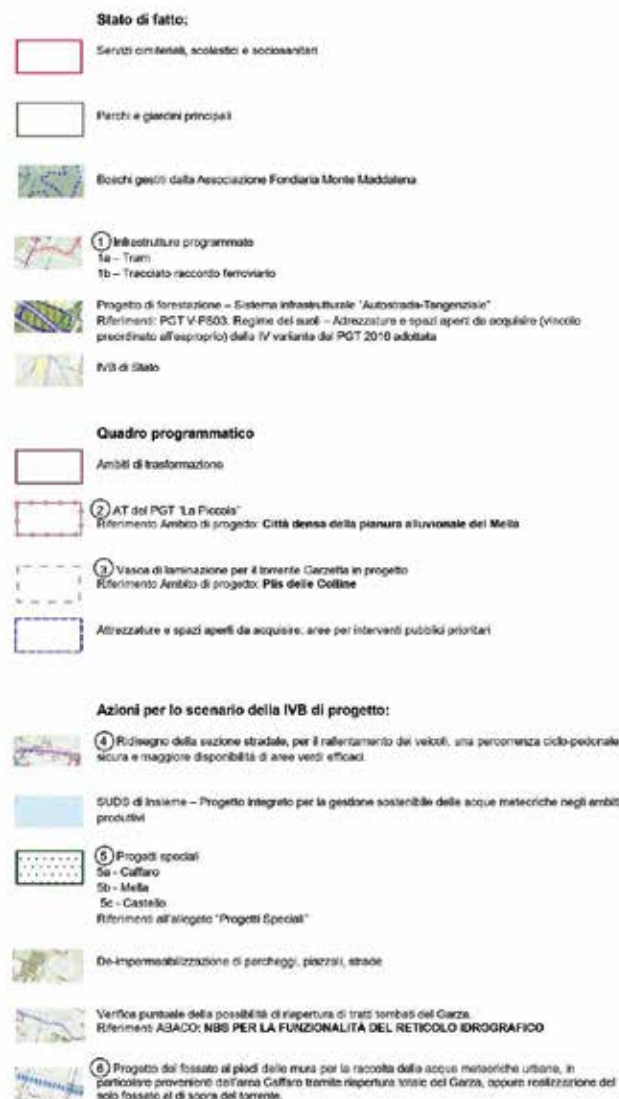 Stato di fatto:
Servizi cimiteriali, scolastici e sociosanitari
Parchi e giardini principali
Boschi gestiti dalla Associazione Fondiaria Monte Maddalena
1 Infrastrutture programmate
1a – Tram
1b – Tracciato raccordo ferroviario
Progetto di forestazione – Sistema infrastrutturale "Autostrada-Tangenziale"
Riferimenti: PGT V-PS03. Regime dei suoli – Attrezzature e spazi aperti da acquisire (vincolo
preordinato all'esproprio) della IV variante del PGT 2016 adottata
IVB di Stato
Quadro programmatico
Ambiti di trasformazione
2 AT del PGT "La Piccola"
Riferimento Ambito di progetto: Città densa della pianura alluvionale del Mella
3 Vasca di laminazione per il torrente Garzetta in progetto
Riferimento Ambito di progetto: Plis delle Colline
Attrezzature e spazi aperti da acquisire: aree per interventi pubblici prioritari
Azioni per lo scenario della IVB di progetto:
4 Ridisegno della sezione stradale, per il rallentamento dei veicoli, una percorrenza ciclo-pedonale
sicura e maggiore disponibilità di aree verdi efficaci.
SUDS di Insieme – Progetto integrato per la gestione sostenibile delle acque meteoriche negli ambiti
produttivi
5 Progetti speciali
5a - Caffaro
5b - Mella
5c - Castello
Riferimenti all'allegato "Progetti Speciali"
De-impermeabilizzazione di parcheggi, piazzali, strade
Verifica puntuale della possibilità di riapertura di tratti tombati del Garza.
Riferimenti ABACO: NBS PER LA FUNZIONALITÀ DEL RETICOLO IDROGRAFICO
6 Progetto del fossato ai piedi delle mura per la raccolta delle acque meteoriche urbane, in
particolare provenienti dall'area Caffaro tramite riapertura totale del Garza, oppure realizzazione del
solo fossato al di sopra del torrente.